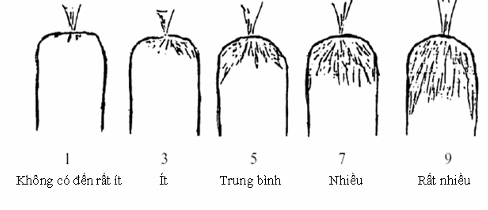 1 3 5 7 9
Không có đến rất ít Ít Trung bình Nhiều Rất nhiều